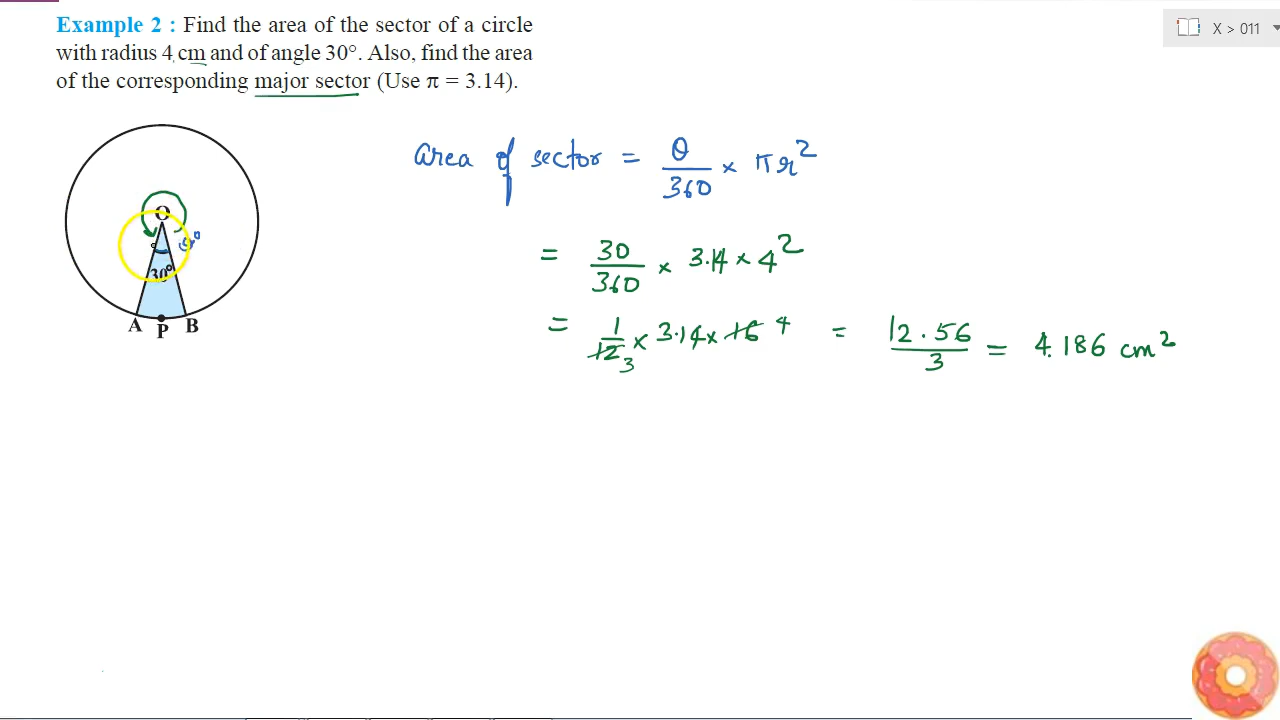 Example 2 : Find the area of the sector of a circle
with radius 4 cm and of angle 30°. Also, find the area
of the corresponding major sector (Use π = 3.14).
X > 011
area of sector = θ/360 × πr²
= 30/360 × 3.14 × 4²
= 1/12 3 × 3.14 × 16 4 = 12.56/3 = 4.186 cm²
O
30°
A P B